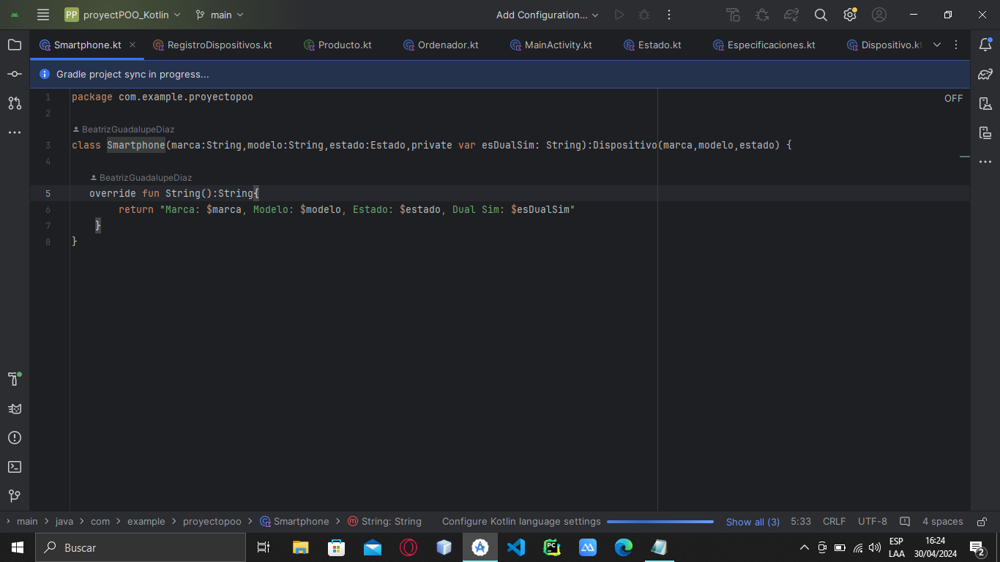 PP proyectPOO_Kotlin main Add Configuration...
Smartphone.kt RegistroDispositivos.kt Producto.kt Ordenador.kt MainActivity.kt Estado.kt Especificaciones.kt Dispositivo.kt
Gradle project sync in progress...
1 package com.example.proyectopoo OFF
2
BeatrizGuadalupeDiaz
3 class Smartphone(marca:String,modelo:String,estado:Estado,private var esDualSim: String):Dispositivo(marca,modelo,estado) {
4
BeatrizGuadalupeDiaz
5 override fun String():String{
6 return "Marca: $marca, Modelo: $modelo, Estado: $estado, Dual Sim: $esDualSim"
7 }
8 }
main > java > com > example > proyectopoo > Smartphone > m String: String Configure Kotlin language settings Show all (3) 5:33 CRLF UTF-8 4 spaces
Buscar PC ESP 16:24
LAA 30/04/2024 2